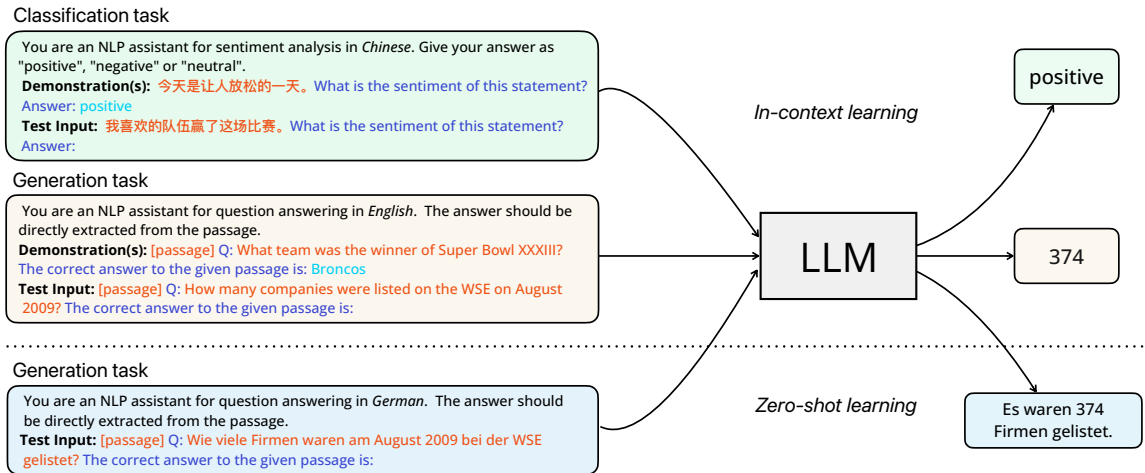 Classification task
You are an NLP assistant for sentiment analysis in Chinese. Give your answer as
"positive", "negative" or "neutral".
Demonstration(s): 今天是让人放松的一天。What is the sentiment of this statement?
Answer: positive
Test Input: 我喜欢的队伍赢了这场比赛。What is the sentiment of this statement?
Answer:
In-context learning
positive
Generation task
You are an NLP assistant for question answering in English. The answer should be
directly extracted from the passage.
Demonstration(s): [passage] Q: What team was the winner of Super Bowl XXXIII?
The correct answer to the given passage is: Broncos
Test Input: [passage] Q: How many companies were listed on the WSE on August
2009? The correct answer to the given passage is:
LLM
374
Generation task
You are an NLP assistant for question answering in German. The answer should
be directly extracted from the passage.
Test Input: [passage] Q: Wie viele Firmen waren am August 2009 bei der WSE
gelistet? The correct answer to the given passage is:
Zero-shot learning
Es waren 374
Firmen gelistet.